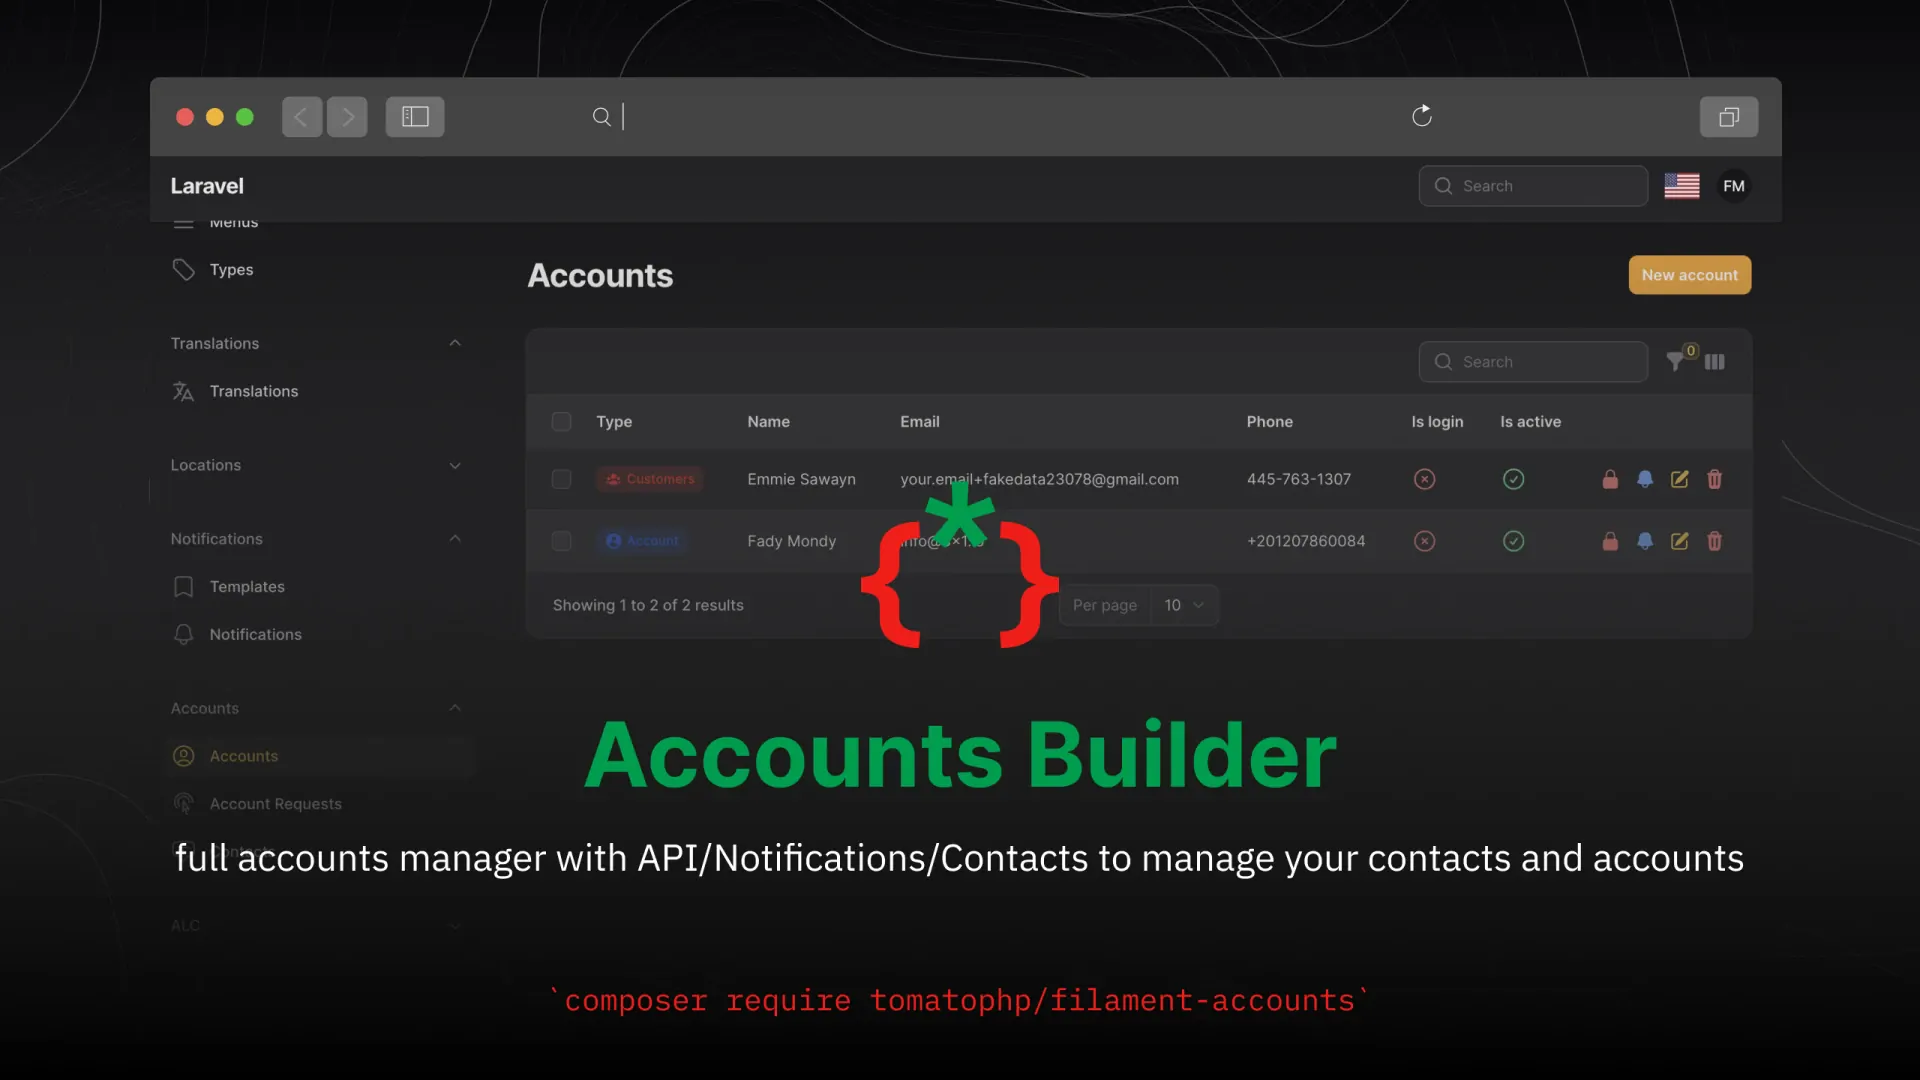 Laravel
Search
FM
Menus
Types
Translations
Translations
Locations
Notifications
Templates
Notifications
Accounts
Accounts
Account Requests
Contacts
ALC
Accounts
New account
Search
0
Type Name Email Phone Is login Is active
Customers Emmie Sawayn your.email+fakedata23078@gmail.com 445-763-1307
Account Fady Mondy +201207860084
Showing 1 to 2 of 2 results
Per page 10
{*}
Accounts Builder
full accounts manager with API/Notifications/Contacts to manage your contacts and accounts
`composer require tomatophp/filament-accounts`